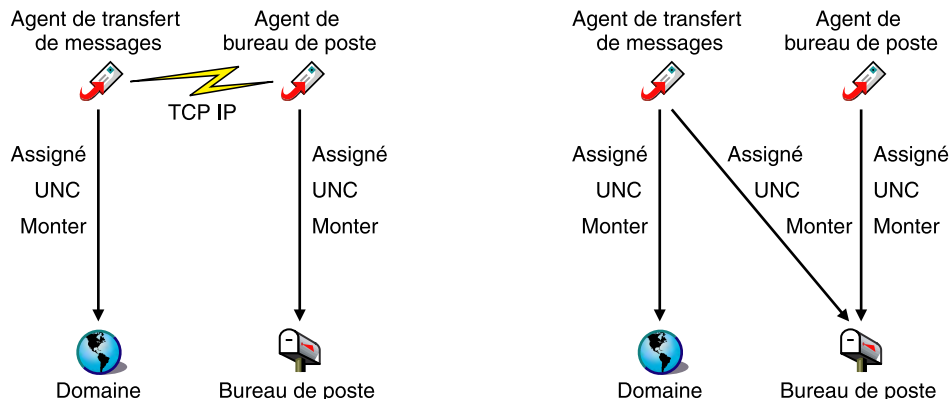 Agent de transfert
de messages
Agent de
bureau de poste
TCP IP
Assigné
UNC
Monter
Assigné
UNC
Monter
Domaine
Bureau de poste
Agent de transfert
de messages
Agent de
bureau de poste
Assigné
UNC
Monter
Assigné
UNC
Monter
Assigné
UNC
Monter
Domaine
Bureau de poste